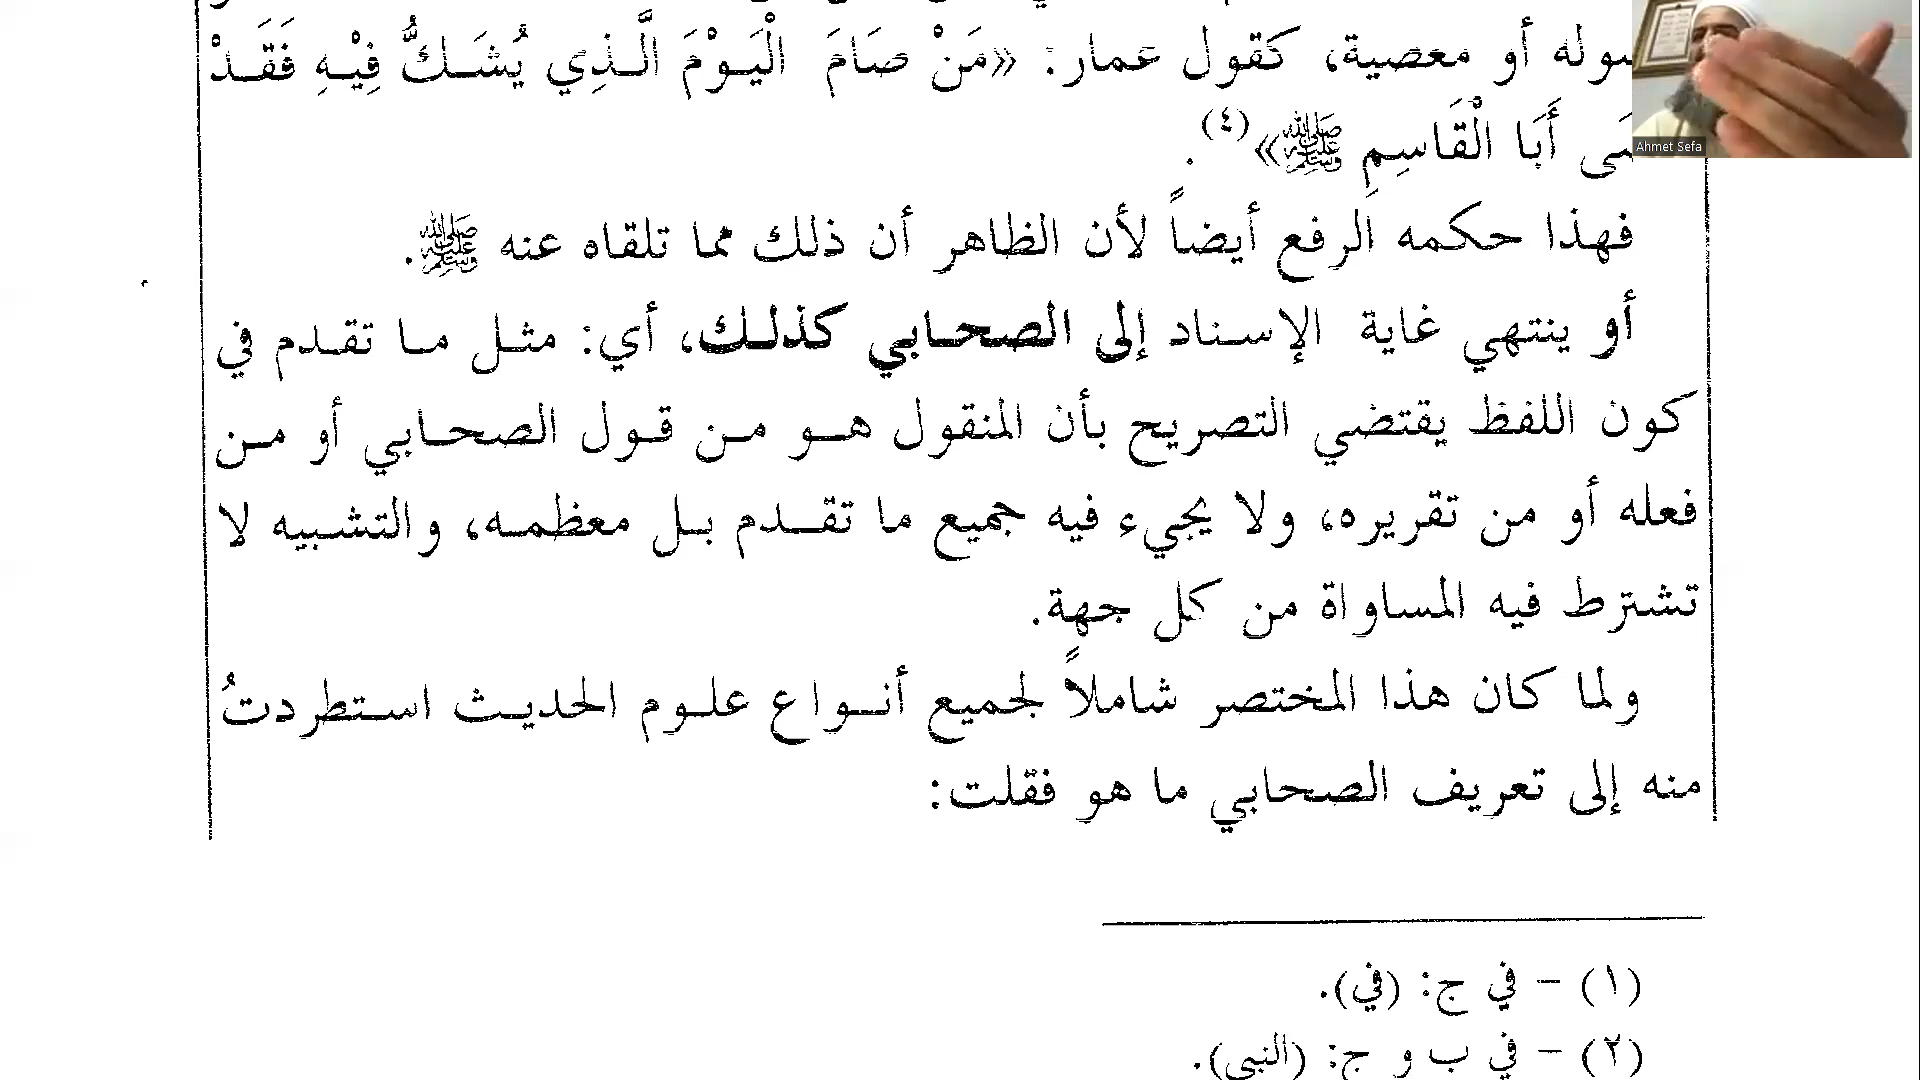 أو معصية، كقول عمار: «مَنْ صَامَ الْيَوْمَ الَّذِي يُشَكُّ فِيْهِ فَقَدْ
أَبَا الْقَاسِمِ ﷺ»(٤).
فهذا حكمه الرفع أيضاً لأن الظاهر أن ذلك مما تلقاه عنه ﷺ.
أو ينتهي غاية الإسناد إلى الصحابي كذلك، أي: مثل ما تقدم في
كون اللفظ يقتضي التصريح بأن المنقول هو من قول الصحابي أو من
فعله أو من تقريره، ولا يجيء فيه جميع ما تقدم بل معظمه، والتشبيه لا
تشترط فيه المساواة من كل جهة.
ولما كان هذا المختصر شاملاً لجميع أنواع علوم الحديث استطردتُ
منه إلى تعريف الصحابي ما هو فقلت:
(١) – في ج: (في).
(٢) – في ب و ج: (النبي).
Ahmet Sefa